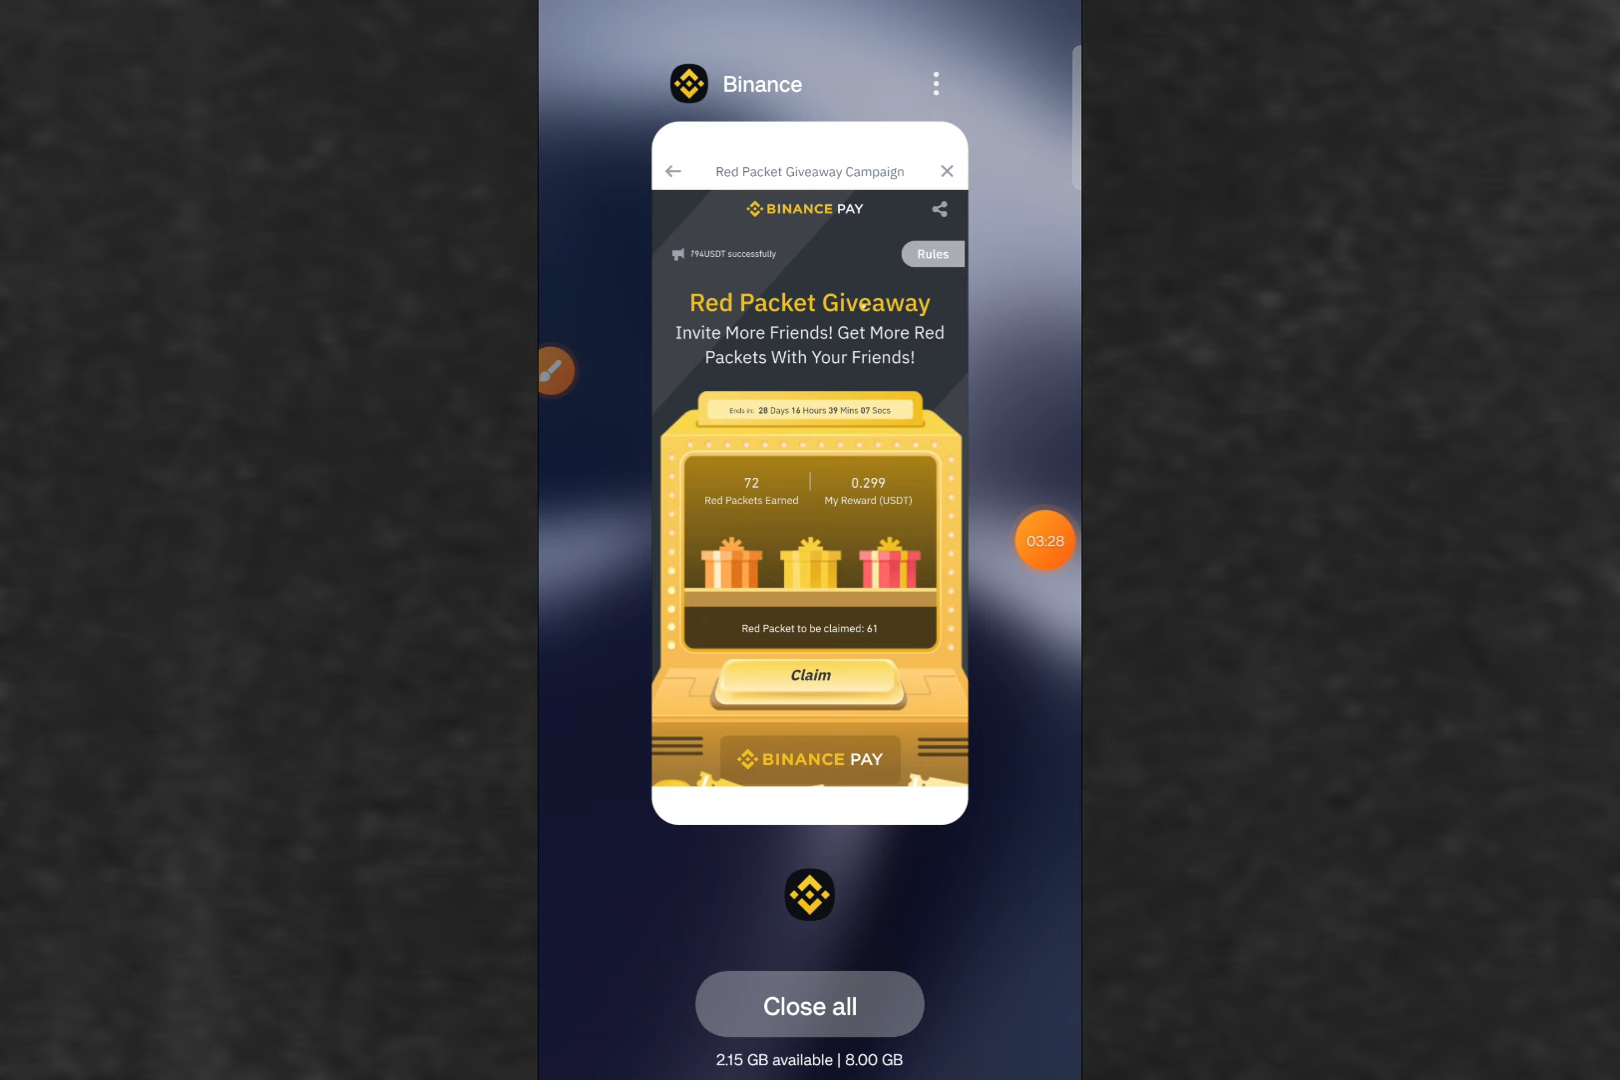 Binance
Red Packet Giveaway Campaign
BINANCE PAY
794USDT successfully
Rules
Red Packet Giveaway
Invite More Friends! Get More Red
Packets With Your Friends!
Ends in: 28 Days 16 Hours 39 Mins 07 Secs
72
Red Packets Earned
0.299
My Reward (USDT)
03:28
Red Packet to be claimed: 61
Claim
BINANCE PAY
Close all
2.15 GB available | 8.00 GB